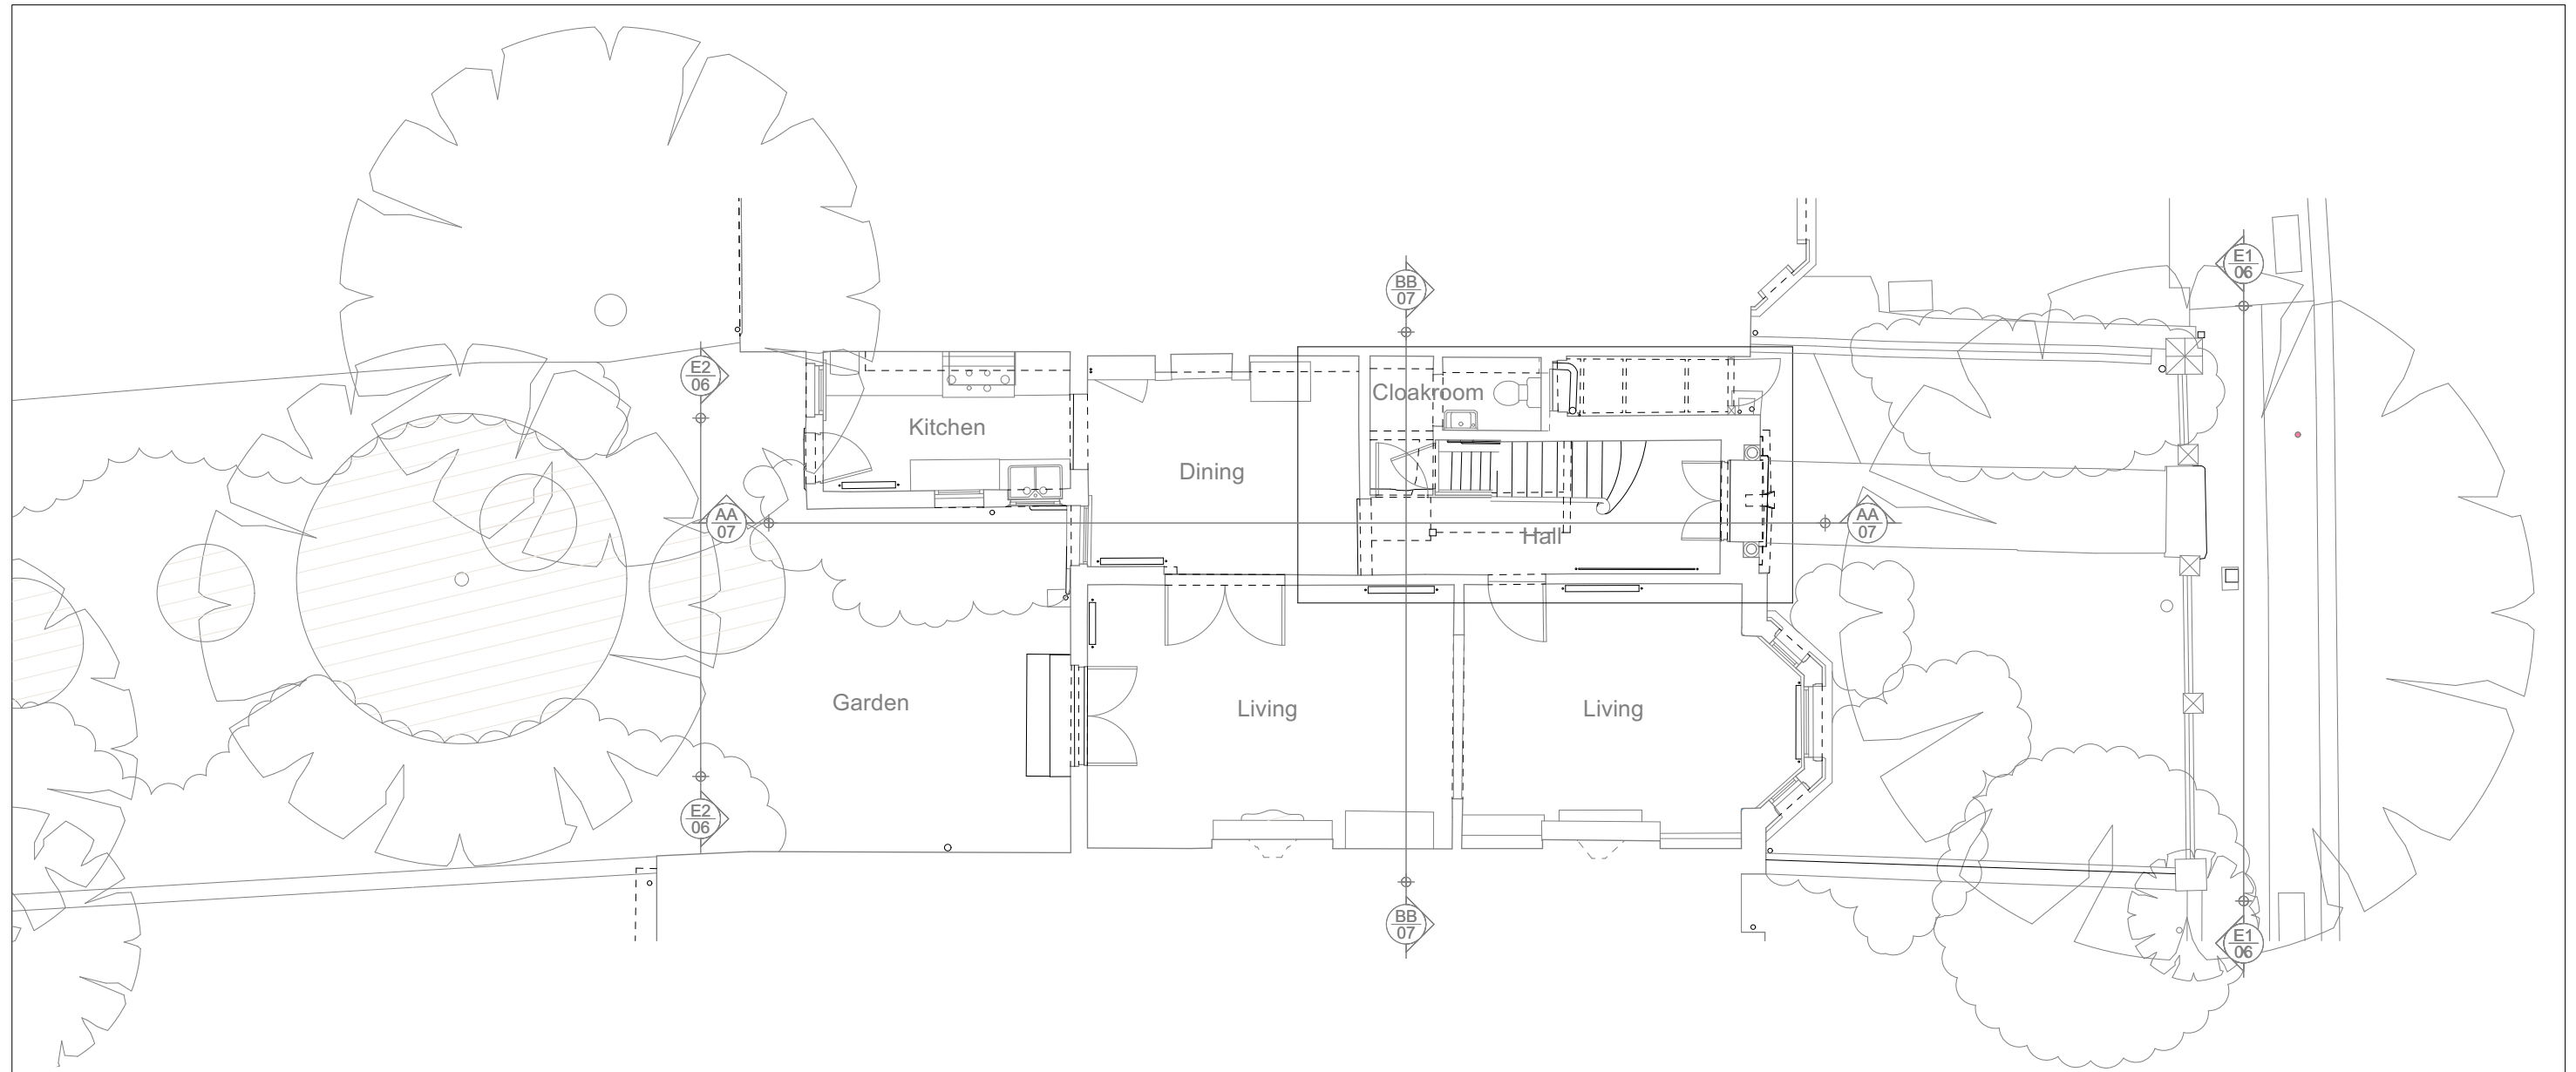 BB
07
E1
06
E2
06
Cloakroom
Kitchen
Dining
AA
07
AA
07
Hall
Garden
Living
Living
E2
06
BB
07
E1
06